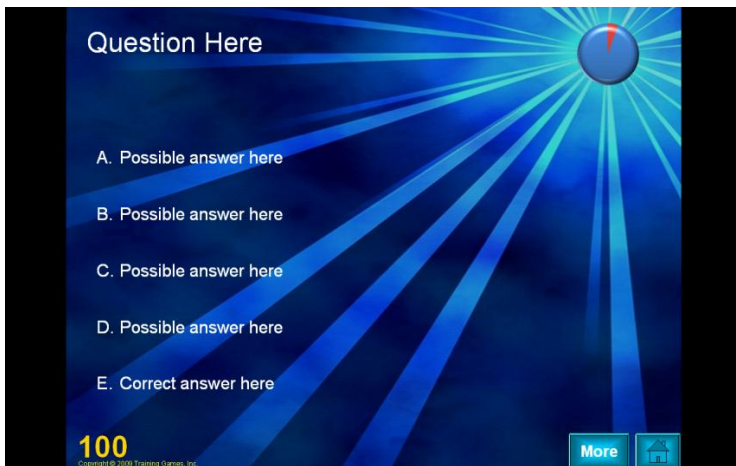 Question Here
A. Possible answer here
B. Possible answer here
C. Possible answer here
D. Possible answer here
E. Correct answer here
100
Copyright © 2009 Training Games, Inc
More